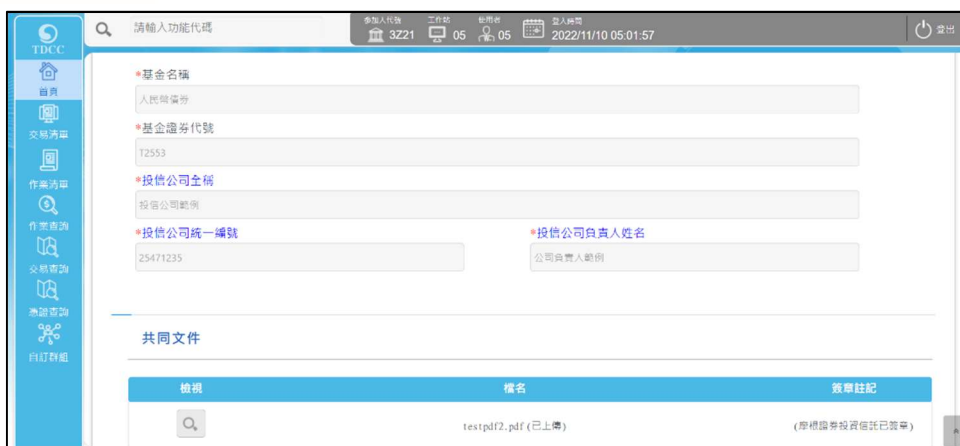 TDCC
請輸入功能代碼
參加人代號 工作站 使用者 登入時間
3Z21 05 05 2022/11/10 05:01:57
登出
首頁
交易清單
作業清單
作業查詢
交易查詢
憑證查詢
自訂群組
*基金名稱
人民幣債券
*基金證券代號
T2553
*投信公司全稱
投信公司範例
*投信公司統一編號 *投信公司負責人姓名
25471235 公司負責人範例
共同文件
檢視 檔名 簽章註記
testpdf2.pdf (已上傳) (摩根證券投資信託已簽章)